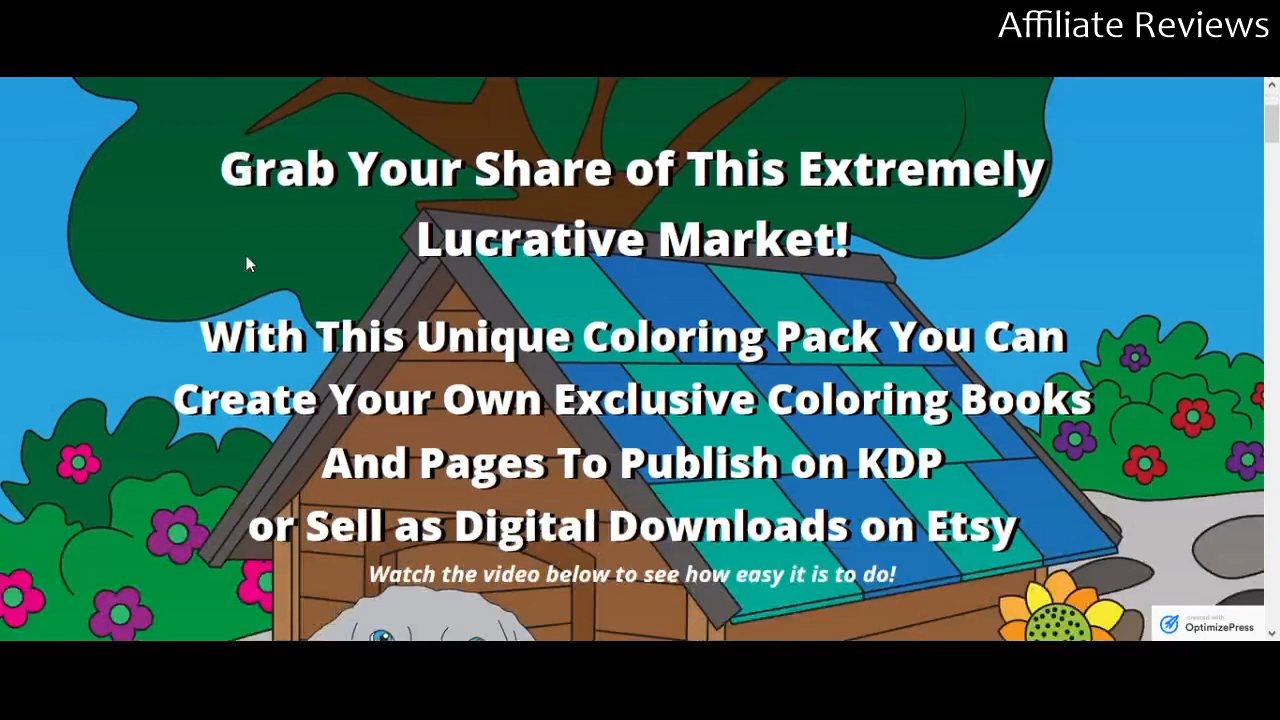 Affiliate Reviews
Grab Your Share of This Extremely
Lucrative Market!
With This Unique Coloring Pack You Can
Create Your Own Exclusive Coloring Books
And Pages To Publish on KDP
or Sell as Digital Downloads on Etsy
Watch the video below to see how easy it is to do!
created with
OptimizePress